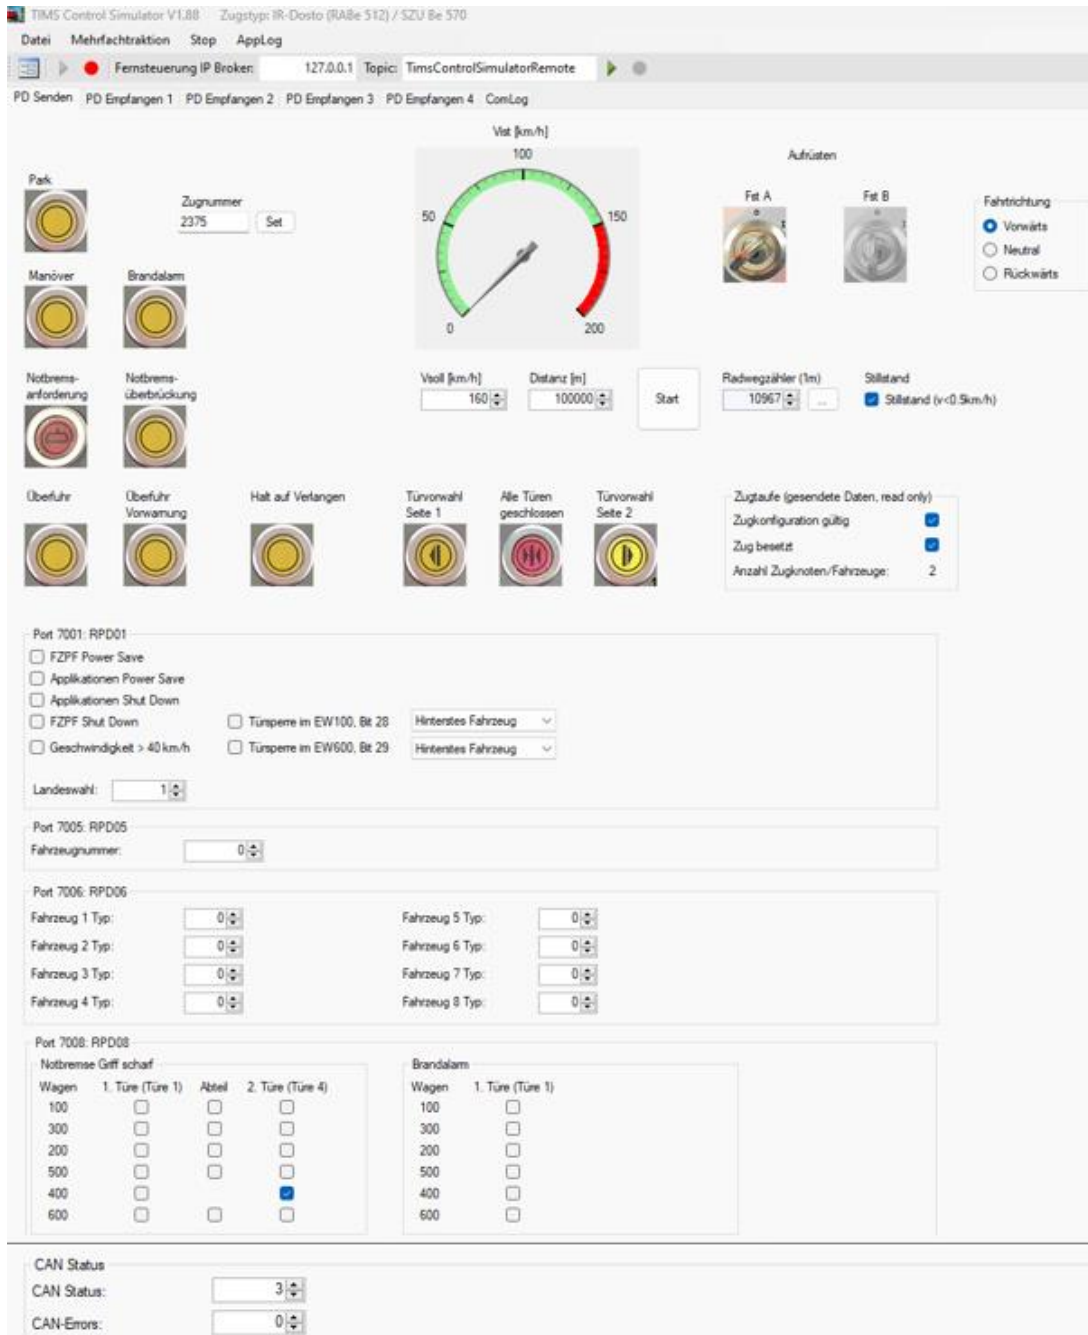 TIMS Control Simulator V1.88 Zugstyp: IR-Dosto (RABe 512) / SZU Be 570
Datei Mehrfachtraktion Stop AppLog
Fernsteuerung IP Broker: 127.0.0.1 Topic: TimsControlSimulatorRemote
PD Senden PD Empfangen 1 PD Empfangen 2 PD Empfangen 3 PD Empfangen 4 ComLog
Vist [km/h]
0 50 100 150 200
Park
Zugnummer
2375 Set
Aufrüsten
Fst A Fst B
Fahrtrichtung
Vorwärts
Neutral
Rückwärts
Manöver Brandalarm
Notbrems-
anforderung
Notbrems-
überbrückung
Vsoll [km/h] Distanz [m] Radwegzähler (1m) Stillstand
160 100000 Start 10967 ... Stillstand (v<0.5km/h)
Überfuhr
Überfuhr
Vorwarnung
Halt auf Verlangen
Türvorwahl
Seite 1
Alle Türen
geschlossen
Türvorwahl
Seite 2
Zugtaufe (gesendete Daten, read only)
Zugkonfiguration gültig
Zug besetzt
Anzahl Zugknoten/Fahrzeuge: 2
Port 7001: RPD01
FZPF Power Save
Applikationen Power Save
Applikationen Shut Down
FZPF Shut Down Türsperre im EW100, Bit 28 Hinterstes Fahrzeug
Geschwindigkeit > 40 km/h Türsperre im EW600, Bit 29 Hinterstes Fahrzeug
Landeswahl: 1
Port 7005: RPD05
Fahrzeugnummer: 0
Port 7006: RPD06
Fahrzeug 1 Typ: 0 Fahrzeug 5 Typ: 0
Fahrzeug 2 Typ: 0 Fahrzeug 6 Typ: 0
Fahrzeug 3 Typ: 0 Fahrzeug 7 Typ: 0
Fahrzeug 4 Typ: 0 Fahrzeug 8 Typ: 0
Port 7008: RPD08
Notbremse Griff scharf Brandalarm
Wagen 1. Türe (Türe 1) Abteil 2. Türe (Türe 4) Wagen 1. Türe (Türe 1)
100 100
300 300
200 200
500 500
400 400
600 600
CAN Status
CAN Status: 3
CAN-Errors: 0